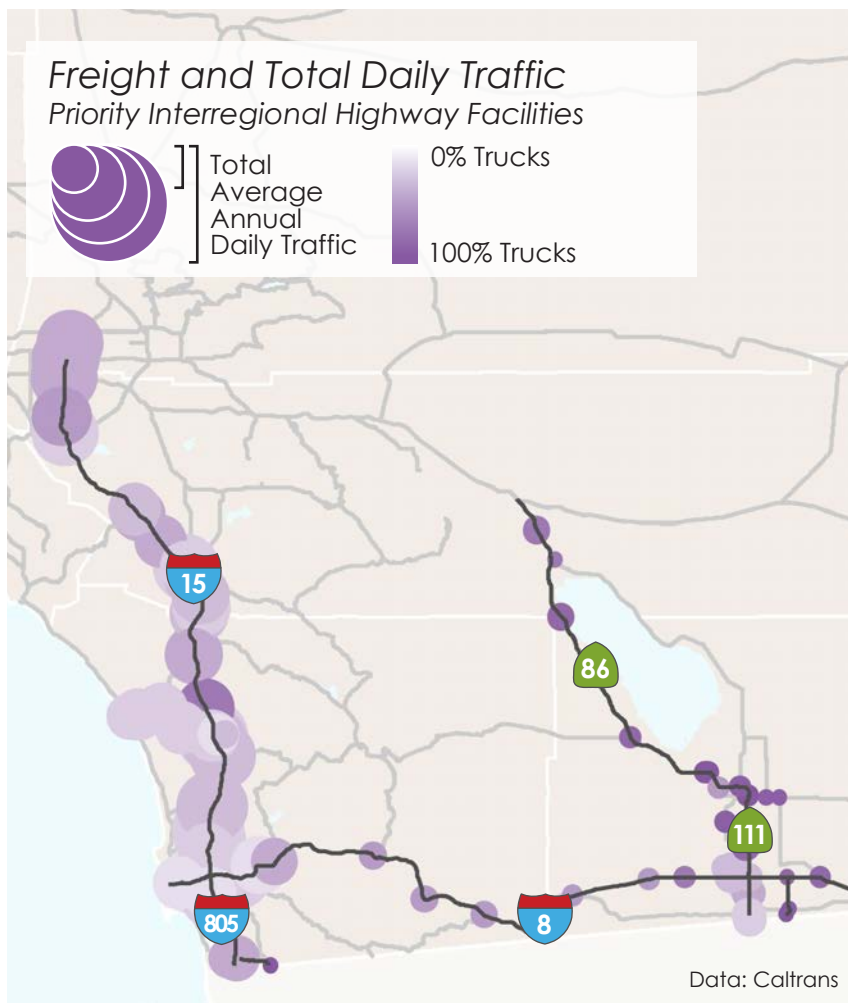 Freight and Total Daily Traffic
Priority Interregional Highway Facilities
Total
Average
Annual
Daily Traffic
0% Trucks
100% Trucks
15
86
111
805
8
Data: Caltrans